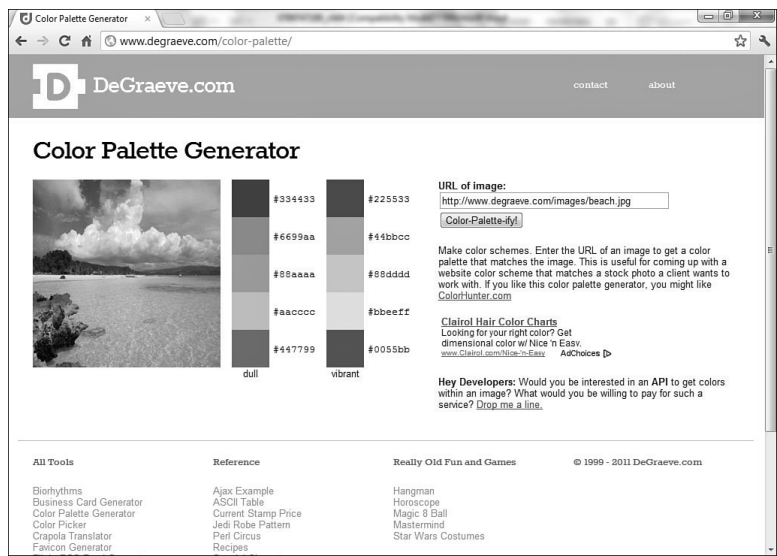 Color Palette Generator ×
www.degraeve.com/color-palette/
D DeGraeve.com
contact about
Color Palette Generator
#334433 #225533
#6699aa #44bbcc
#88aaaa #88dddd
#aacccc #bbeeff
#447799 #0055bb
dull vibrant
URL of image:
http://www.degraeve.com/images/beach.jpg
Color-Palette-ify!
Make color schemes. Enter the URL of an image to get a color
palette that matches the image. This is useful for coming up with a
website color scheme that matches a stock photo a client wants to
work with. If you like this color palette generator, you might like
ColorHunter.com
Clairol Hair Color Charts
Looking for your right color? Get
dimensional color w/ Nice 'n Easy.
www.Clairol.com/Nice-'n-Easy AdChoices
Hey Developers: Would you be interested in an API to get colors
within an image? What would you be willing to pay for such a
service? Drop me a line.
All Tools
Biorhythms
Business Card Generator
Color Palette Generator
Color Picker
Crapola Translator
Favicon Generator
Reference
Ajax Example
ASCII Table
Current Stamp Price
Jedi Robe Pattern
Perl Circus
Recipes
Really Old Fun and Games
Hangman
Horoscope
Magic 8 Ball
Mastermind
Star Wars Costumes
© 1999 - 2011 DeGraeve.com